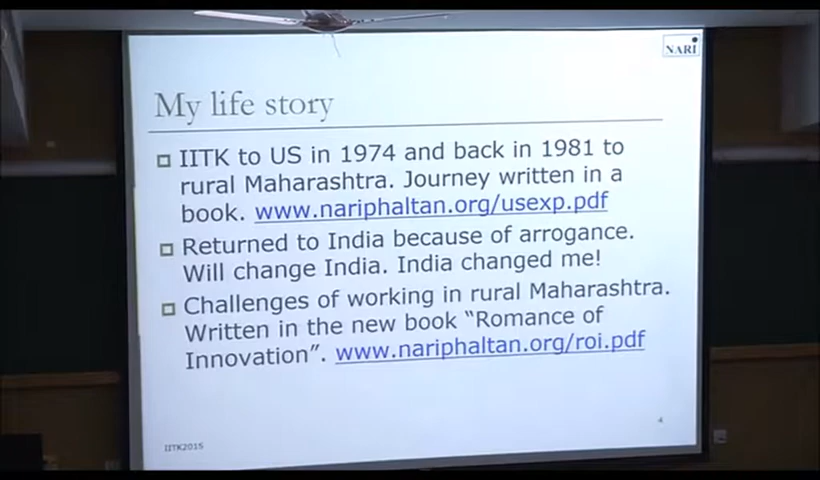 NARI
My life story
IITK to US in 1974 and back in 1981 to
rural Maharashtra. Journey written in a
book. www.nariphaltan.org/usexp.pdf
Returned to India because of arrogance.
Will change India. India changed me!
Challenges of working in rural Maharashtra.
Written in the new book “Romance of
Innovation”. www.nariphaltan.org/roi.pdf
4
IITK2015